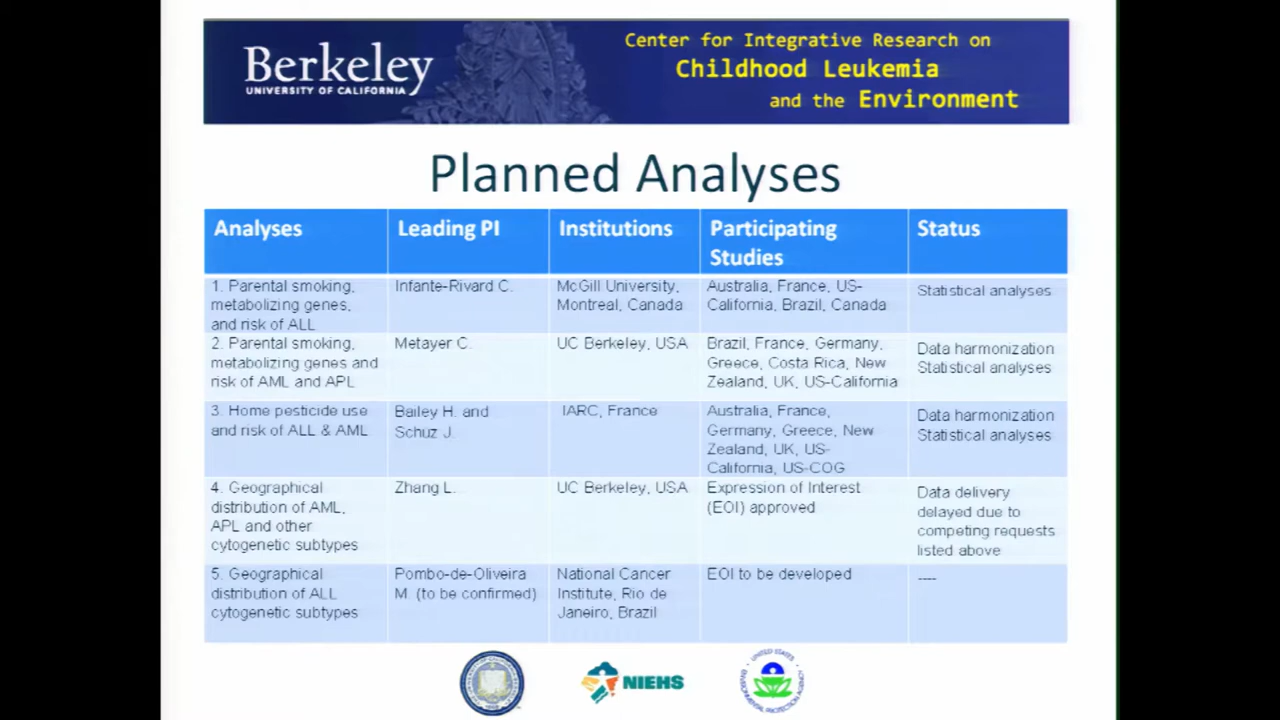 Berkeley
UNIVERSITY OF CALIFORNIA
Center for Integrative Research on
Childhood Leukemia
and the Environment
Planned Analyses
Analyses
Leading PI
Institutions
Participating
Studies
Status
1. Parental smoking,
metabolizing genes,
and risk of ALL
Infante-Rivard C.
McGill University,
Montreal, Canada
Australia, France, US-
California, Brazil, Canada
Statistical analyses
2. Parental smoking,
metabolizing genes and
risk of AML and APL
Metayer C.
UC Berkeley, USA
Brazil, France, Germany,
Greece, Costa Rica, New
Zealand, UK, US-California
Data harmonization
Statistical analyses
3. Home pesticide use
and risk of ALL & AML
Bailey H. and
Schuz J.
IARC, France
Australia, France,
Germany, Greece, New
Zealand, UK, US-
California, US-COG
Data harmonization
Statistical analyses
4. Geographical
distribution of AML,
APL and other
cytogenetic subtypes
Zhang L.
UC Berkeley, USA
Expression of Interest
(EOI) approved
Data delivery
delayed due to
competing requests
listed above
5. Geographical
distribution of ALL
cytogenetic subtypes
Pombo-de-Oliveira
M. (to be confirmed)
National Cancer
Institute, Rio de
Janeiro, Brazil
EOI to be developed
----
NIEHS
UNITED STATES